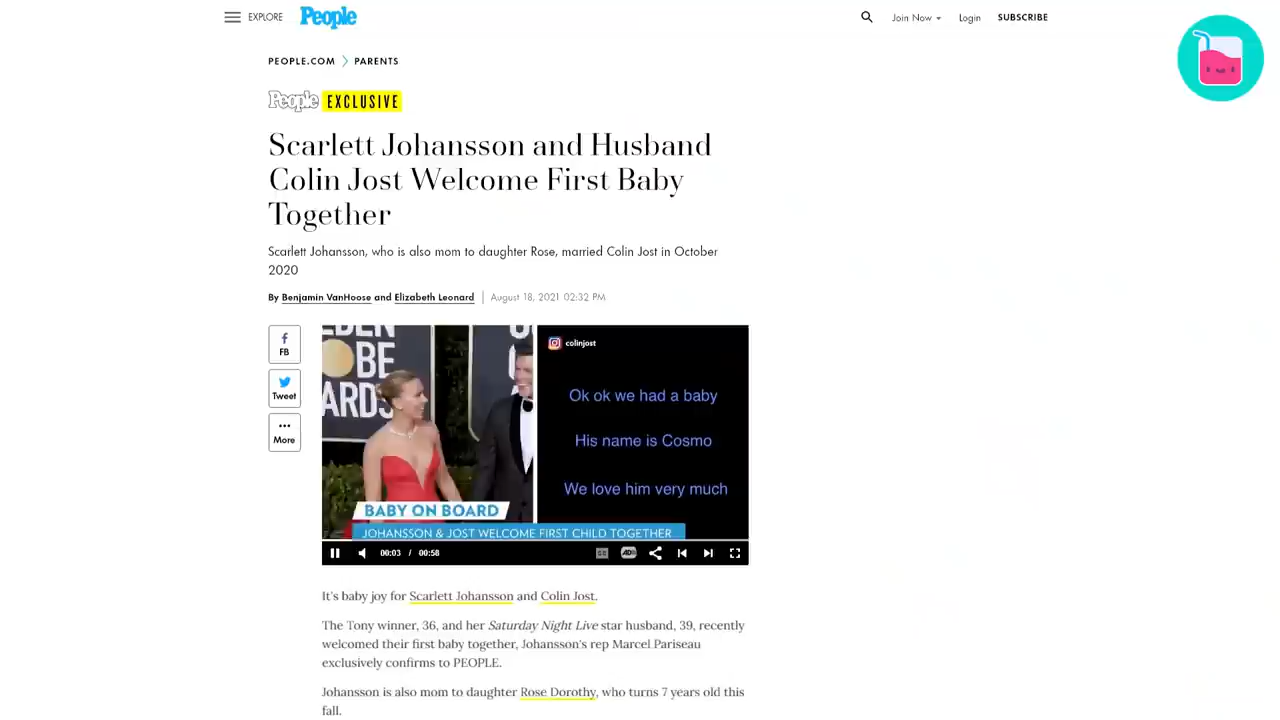 EXPLORE
People
Join Now
Login
SUBSCRIBE
PEOPLE.COM
PARENTS
People EXCLUSIVE
Scarlett Johansson and Husband
Colin Jost Welcome First Baby
Together
Scarlett Johansson, who is also mom to daughter Rose, married Colin Jost in October
2020
By Benjamin VanHoose and Elizabeth Leonard
August 18, 2021 02:32 PM
FB
Tweet
More
BE
ARDS
colinjost
Ok ok we had a baby
His name is Cosmo
We love him very much
BABY ON BOARD
JOHANSSON & JOST WELCOME FIRST CHILD TOGETHER
00:03 / 00:58
CC
AD
It's baby joy for Scarlett Johansson and Colin Jost.
The Tony winner, 36, and her Saturday Night Live star husband, 39, recently
welcomed their first baby together, Johansson's rep Marcel Pariseau
exclusively confirms to PEOPLE.
Johansson is also mom to daughter Rose Dorothy, who turns 7 years old this
fall.